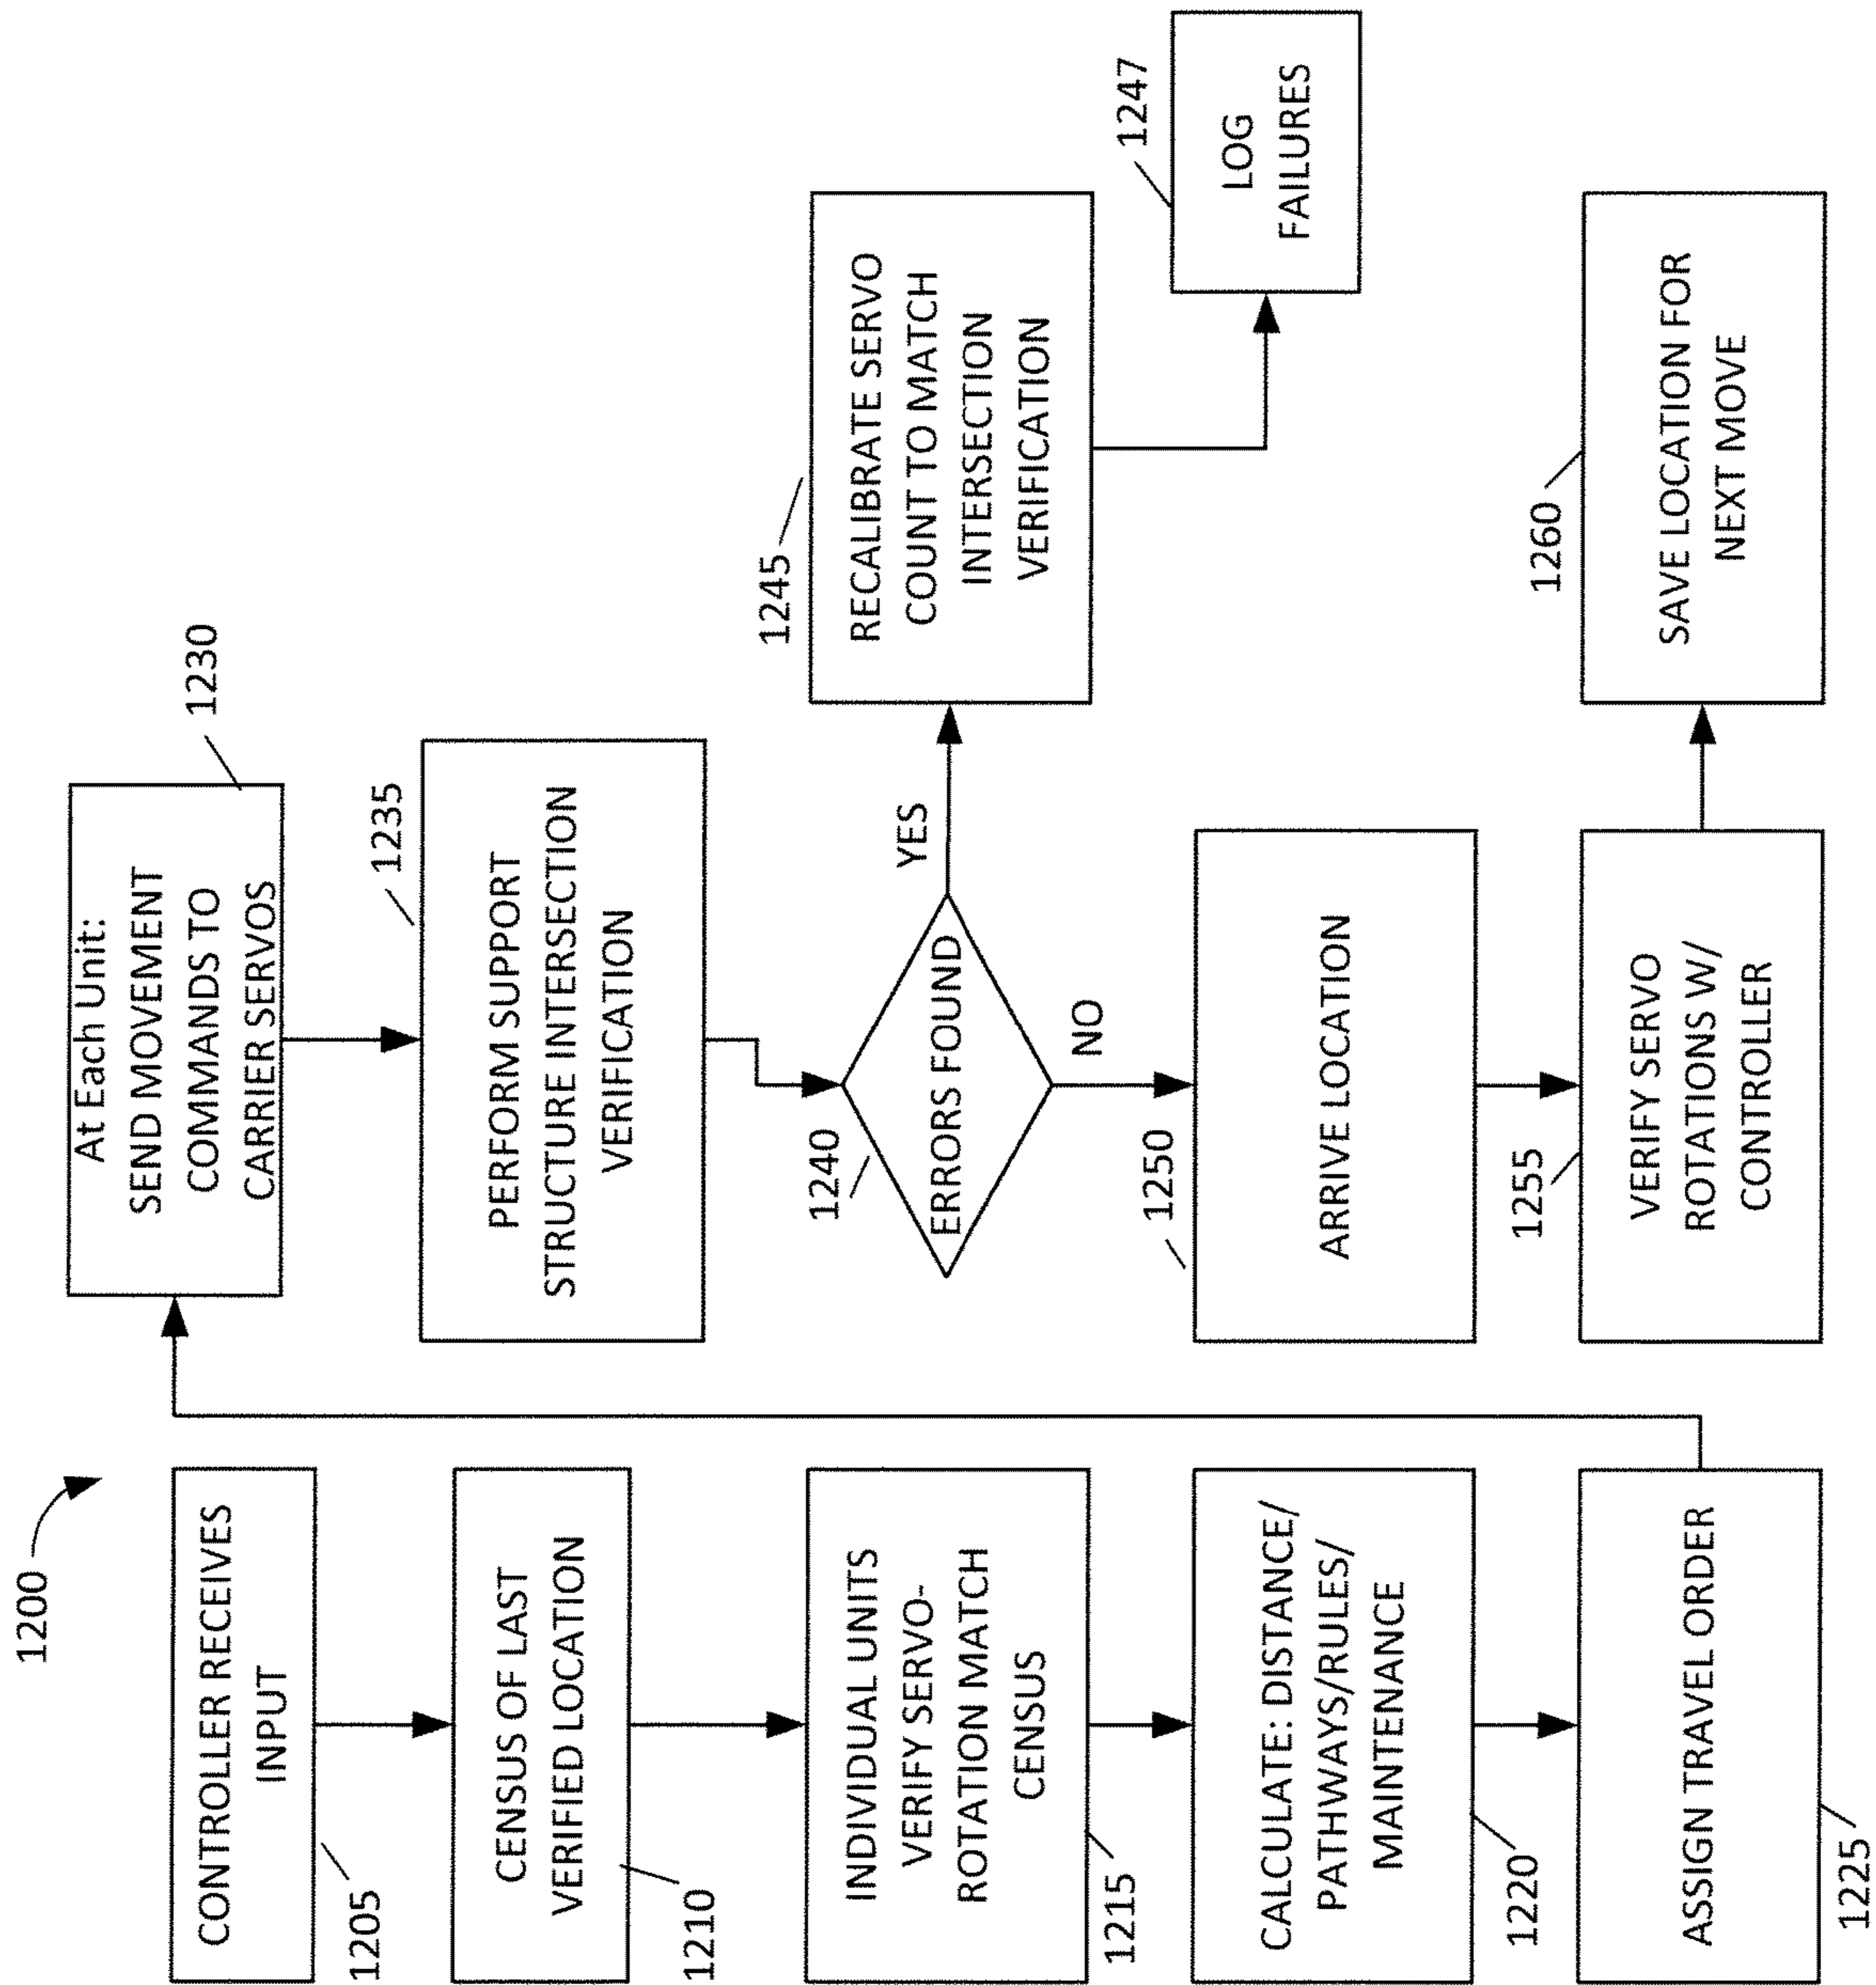 1200
CONTROLLER RECEIVES
INPUT
1205
CENSUS OF LAST
VERIFIED LOCATION
1210
INDIVIDUAL UNITS
VERIFY SERVO-
ROTATION MATCH
CENSUS
1215
CALCULATE: DISTANCE/
PATHWAYS/RULES/
MAINTENANCE
1220
ASSIGN TRAVEL ORDER
1225
At Each Unit:
SEND MOVEMENT
COMMANDS TO
CARRIER SERVOS
1230
1235
PERFORM SUPPORT
STRUCTURE INTERSECTION
VERIFICATION
1240
ERRORS FOUND
YES
NO
1245
RECALIBRATE SERVO
COUNT TO MATCH
INTERSECTION
VERIFICATION
1247
LOG
FAILURES
1250
ARRIVE LOCATION
1255
VERIFY SERVO
ROTATIONS W/
CONTROLLER
1260
SAVE LOCATION FOR
NEXT MOVE